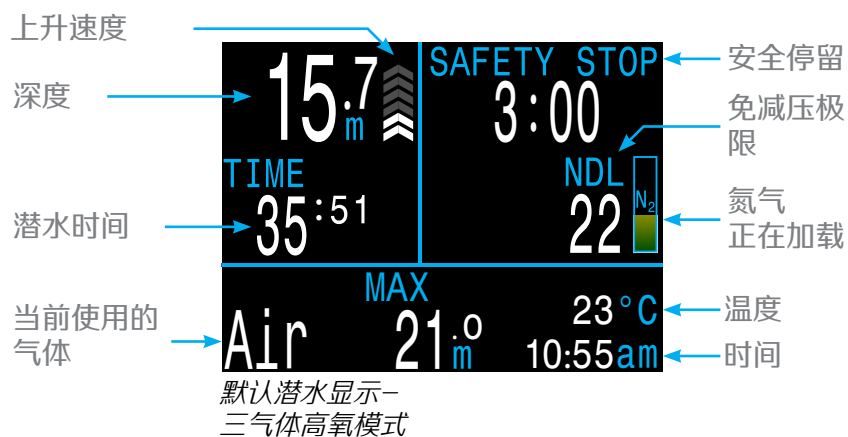 上升速度
深度
潜水时间
当前使用的
气体
15.7
m
TIME
35:51
SAFETY STOP
3:00
NDL
22
N2
MAX
Air
21.0
m
23°C
10:55am
安全停留
免减压极
限
氮气
正在加载
温度
时间
默认潜水显示–
三气体高氧模式